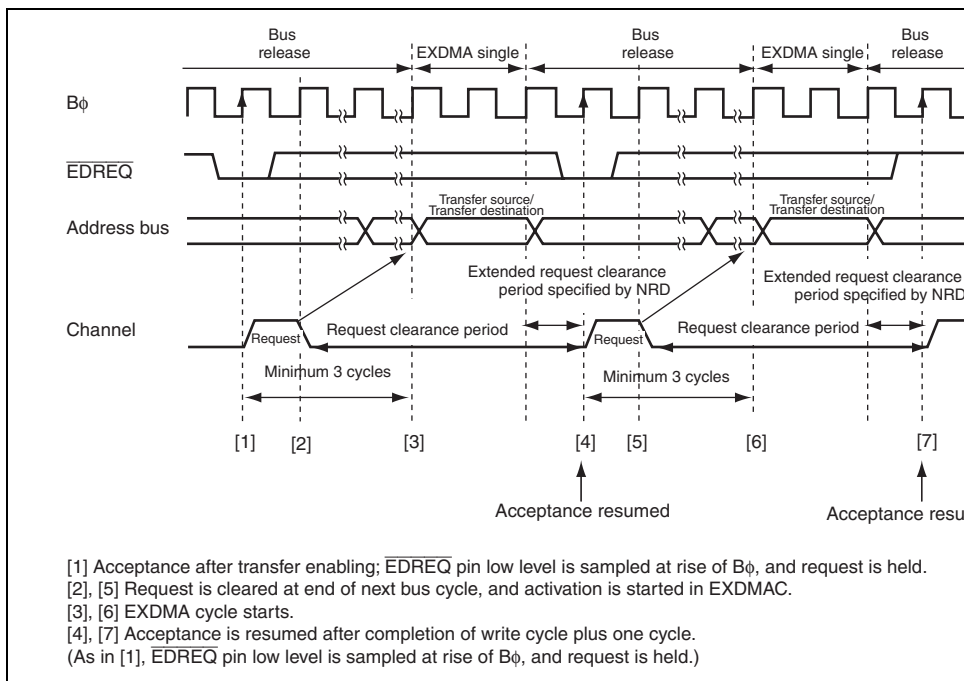 Bus release
EXDMA single
Bus release
EXDMA single
Bus release
Bϕ
EDREQ
Address bus
Transfer source/
Transfer destination
Transfer source/
Transfer destination
Extended request clearance
period specified by NRD
Extended request clearance
period specified by NRD
Channel
Request
Request clearance period
Request
Request clearance period
Minimum 3 cycles
Minimum 3 cycles
[1] [2] [3] [4] [5] [6] [7]
Acceptance resumed
Acceptance resu
[1] Acceptance after transfer enabling; EDREQ pin low level is sampled at rise of Bϕ, and request is held.
[2], [5] Request is cleared at end of next bus cycle, and activation is started in EXDMAC.
[3], [6] EXDMA cycle starts.
[4], [7] Acceptance is resumed after completion of write cycle plus one cycle.
(As in [1], EDREQ pin low level is sampled at rise of Bϕ, and request is held.)